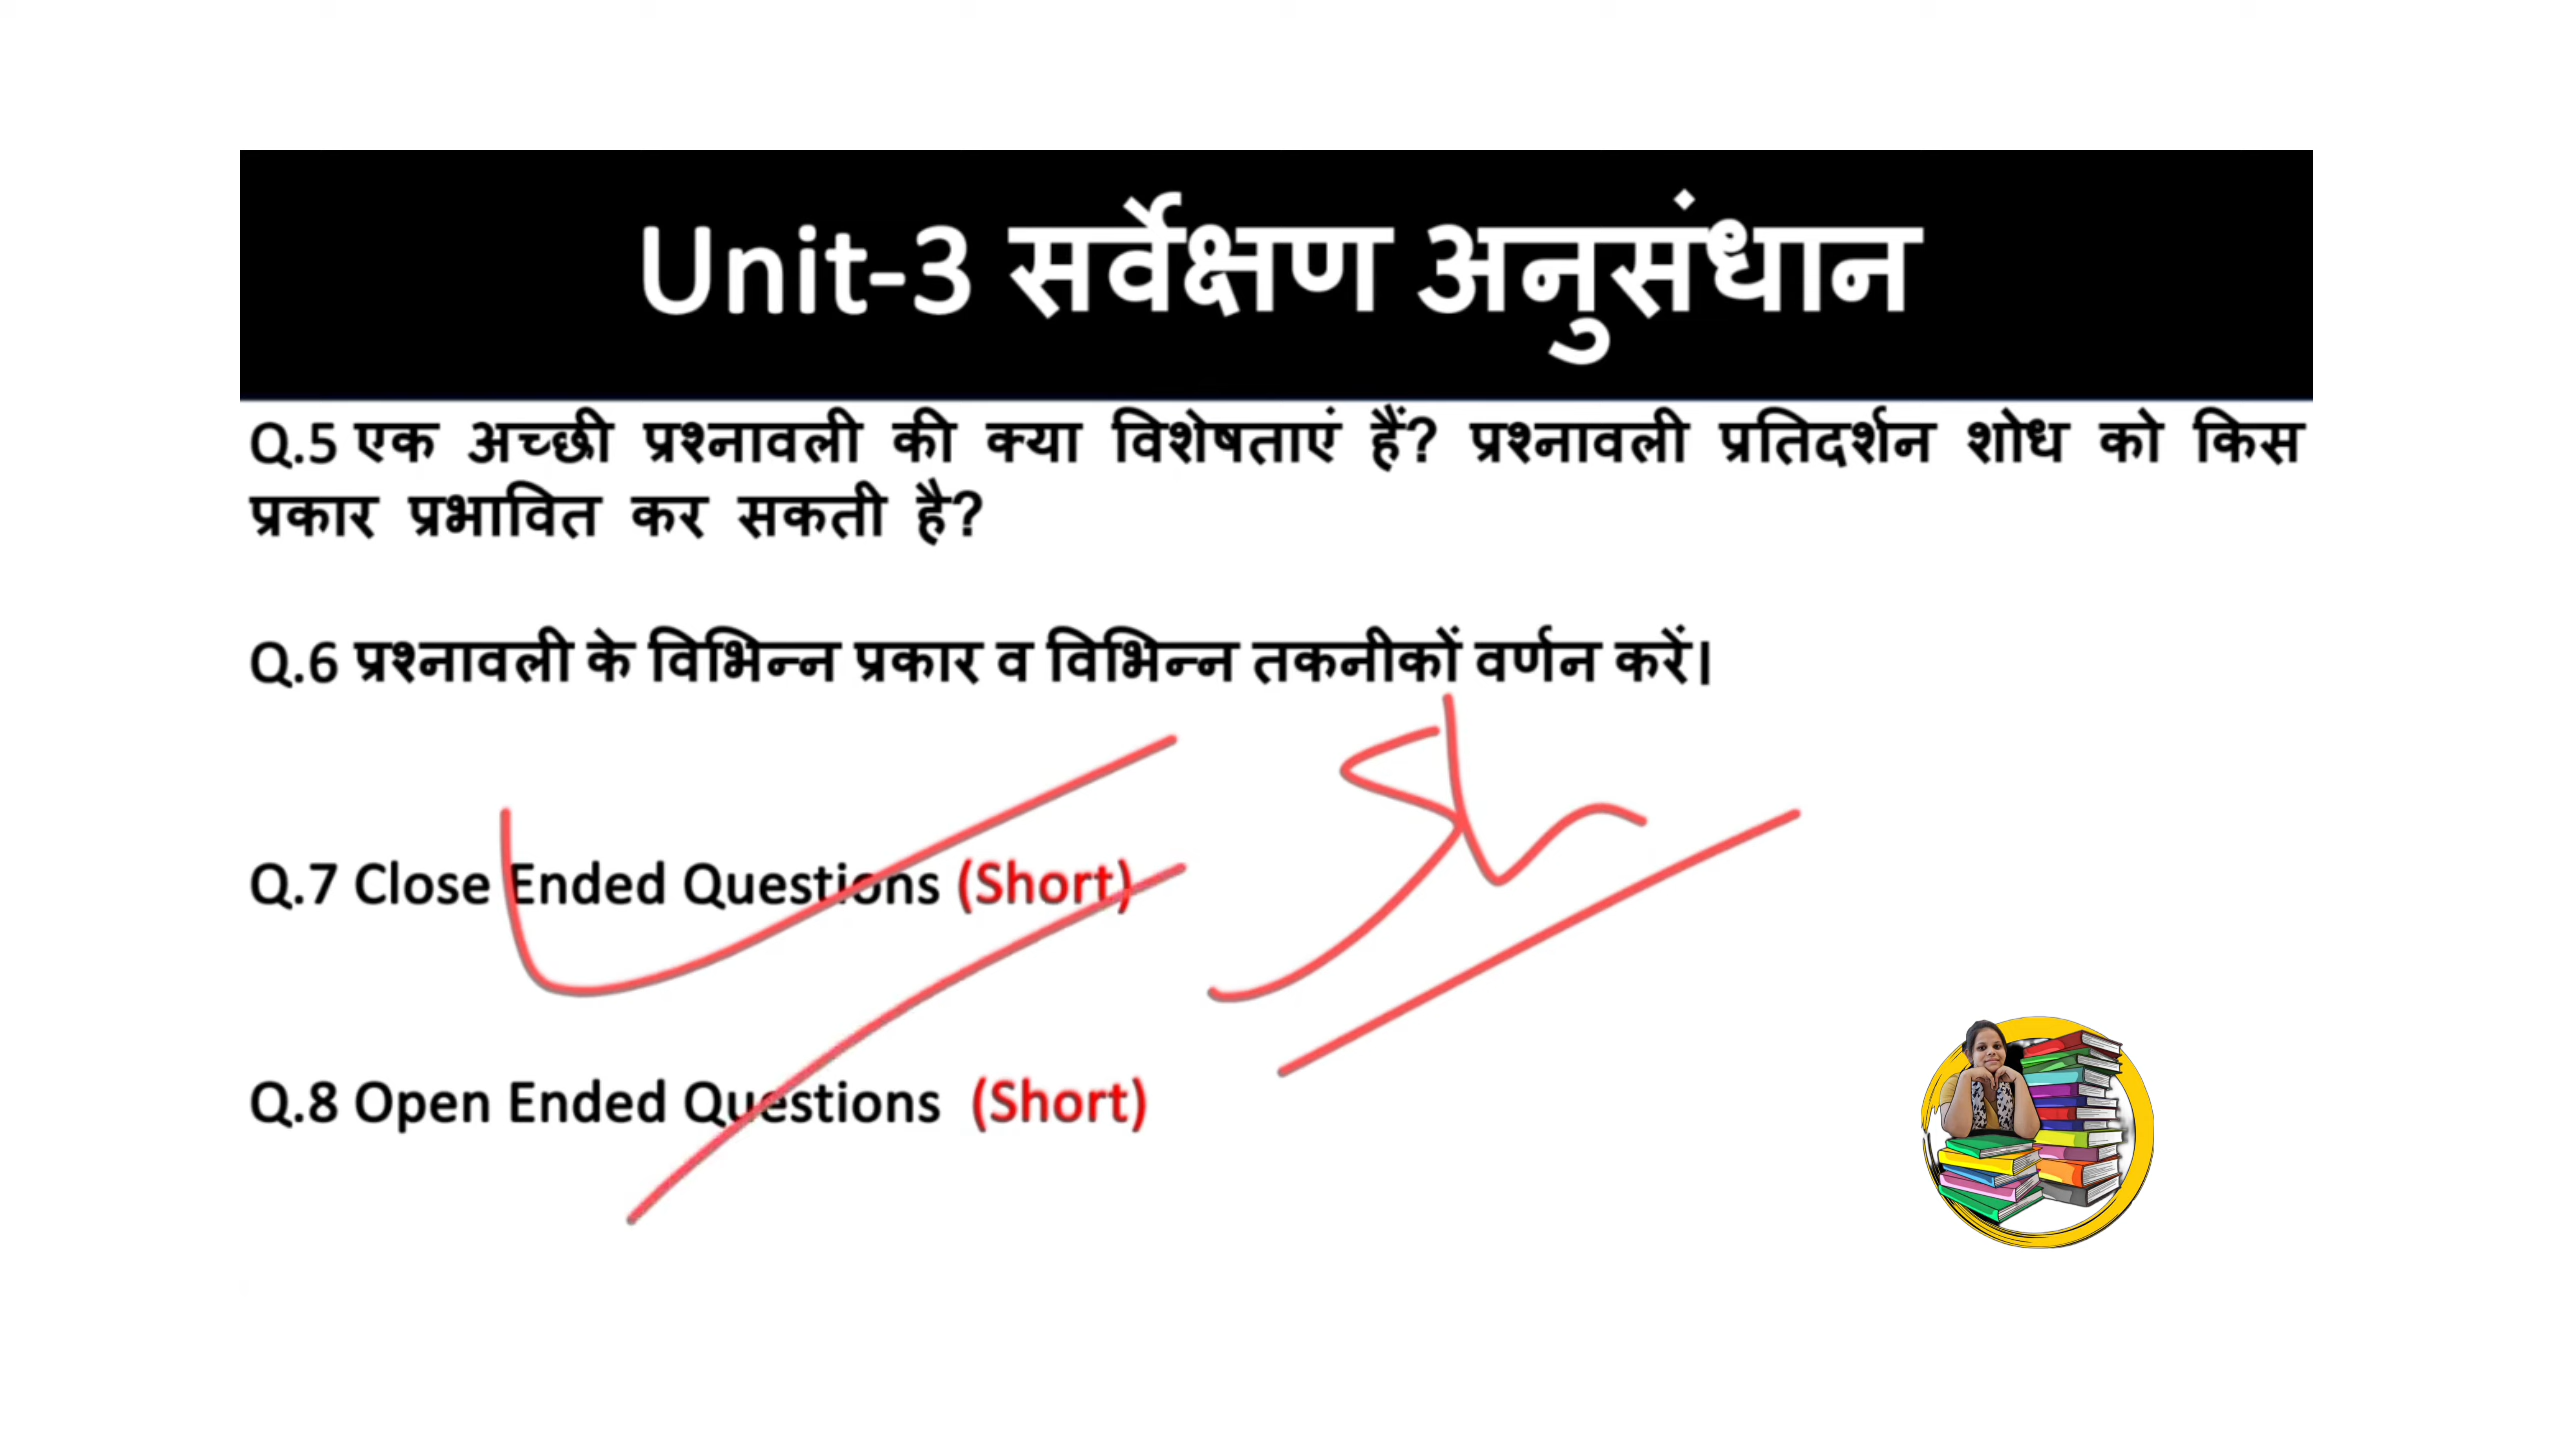 Unit-3 सर्वेक्षण अनुसंधान
Q.5 एक अच्छी प्रश्नावली की क्या विशेषताएं हैं? प्रश्नावली प्रतिदर्शन शोध को किस
प्रकार प्रभावित कर सकती है?
Q.6 प्रश्नावली के विभिन्न प्रकार व विभिन्न तकनीकों वर्णन करें।
Q.7 Close Ended Questions (Short)
Sh
Q.8 Open Ended Questions (Short)